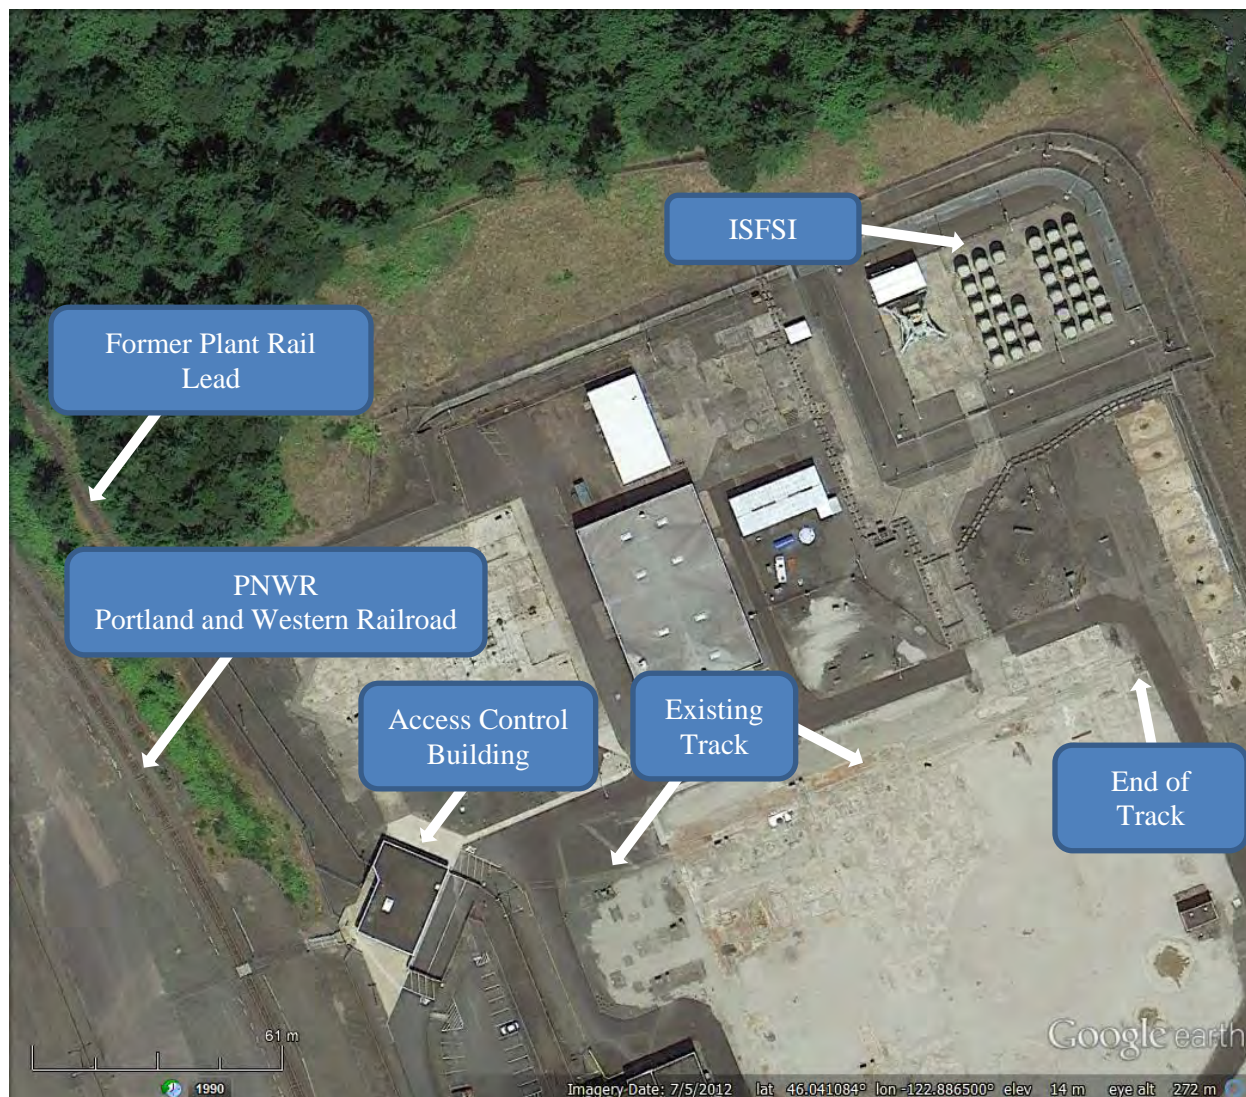 ISFSI
Former Plant Rail
Lead
PNWR
Portland and Western Railroad
Access Control
Building
Existing
Track
End of
Track
61 m
Google earth
1990
Imagery Date: 7/5/2012 lat 46.041084° lon -122.886500° elev 14 m eye alt 272 m